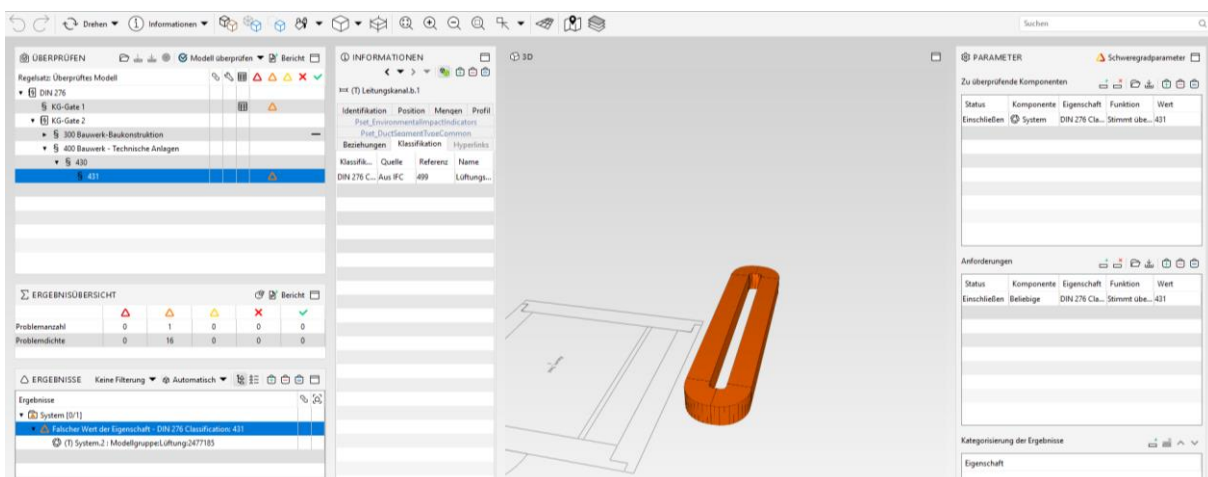 Drehen
Informationen
Suchen
ÜBERPRÜFEN
Modell überprüfen
Bericht
Regelsatz: Überprüftes Modell
DIN 276
§ KG-Gate 1
KG-Gate 2
§ 300 Bauwerk-Baukonstruktion
§ 400 Bauwerk - Technische Anlagen
§ 430
§ 431
ERGEBNISÜBERSICHT
Bericht
Problemanzahl 0 1 0 0 0
Problemdichte 0 16 0 0 0
ERGEBNISSE Keine Filterung Automatisch
Ergebnisse
System [0/1]
Falscher Wert der Eigenschaft - DIN 276 Classification: 431
(T) System.2 : Modellgruppe:Lüftung:2477185
INFORMATIONEN
(T) Leitungskanal.b.1
Identifikation Position Mengen Profil
Pset_EnvironmentalImpactIndicators
Pset_DuctSegmentTypeCommon
Beziehungen Klassifikation Hyperlinks
Klassifik... Quelle Referenz Name
DIN 276 C... Aus IFC 499 Lüftungs...
3D
PARAMETER
Schweregradparameter
Zu überprüfende Komponenten
Status Komponente Eigenschaft Funktion Wert
Einschließen System DIN 276 Cla... Stimmt übe... 431
Anforderungen
Status Komponente Eigenschaft Funktion Wert
Einschließen Beliebige DIN 276 Cla... Stimmt übe... 431
Kategorisierung der Ergebnisse
Eigenschaft